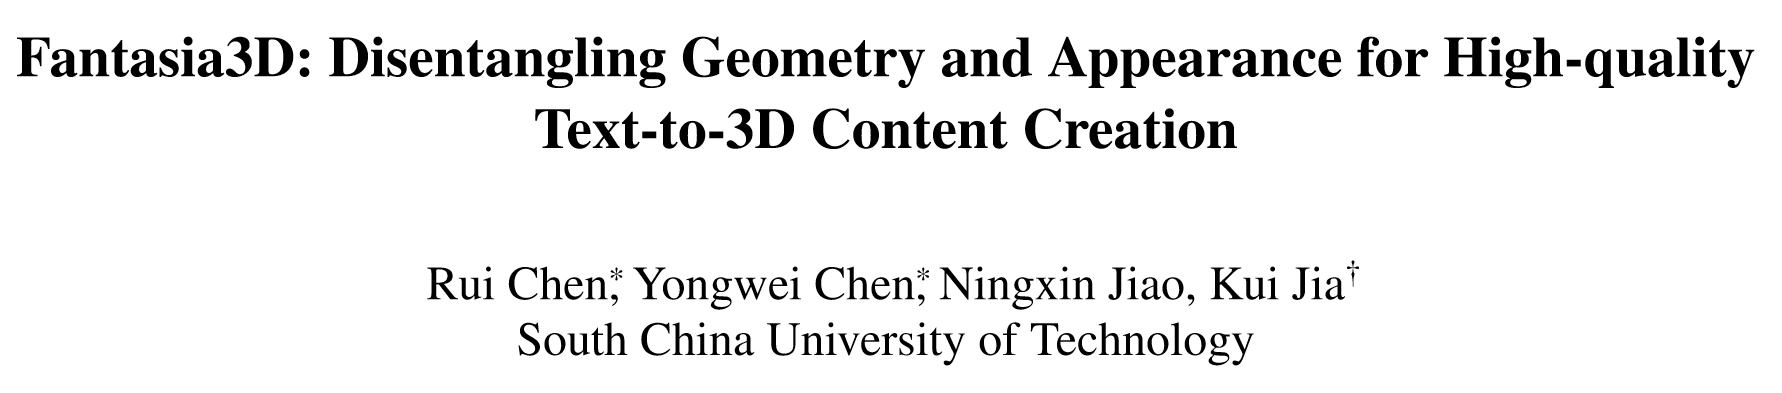 Fantasia3D: Disentangling Geometry and Appearance for High-quality
Text-to-3D Content Creation
Rui Chen,* Yongwei Chen,* Ningxin Jiao, Kui Jia†
South China University of Technology